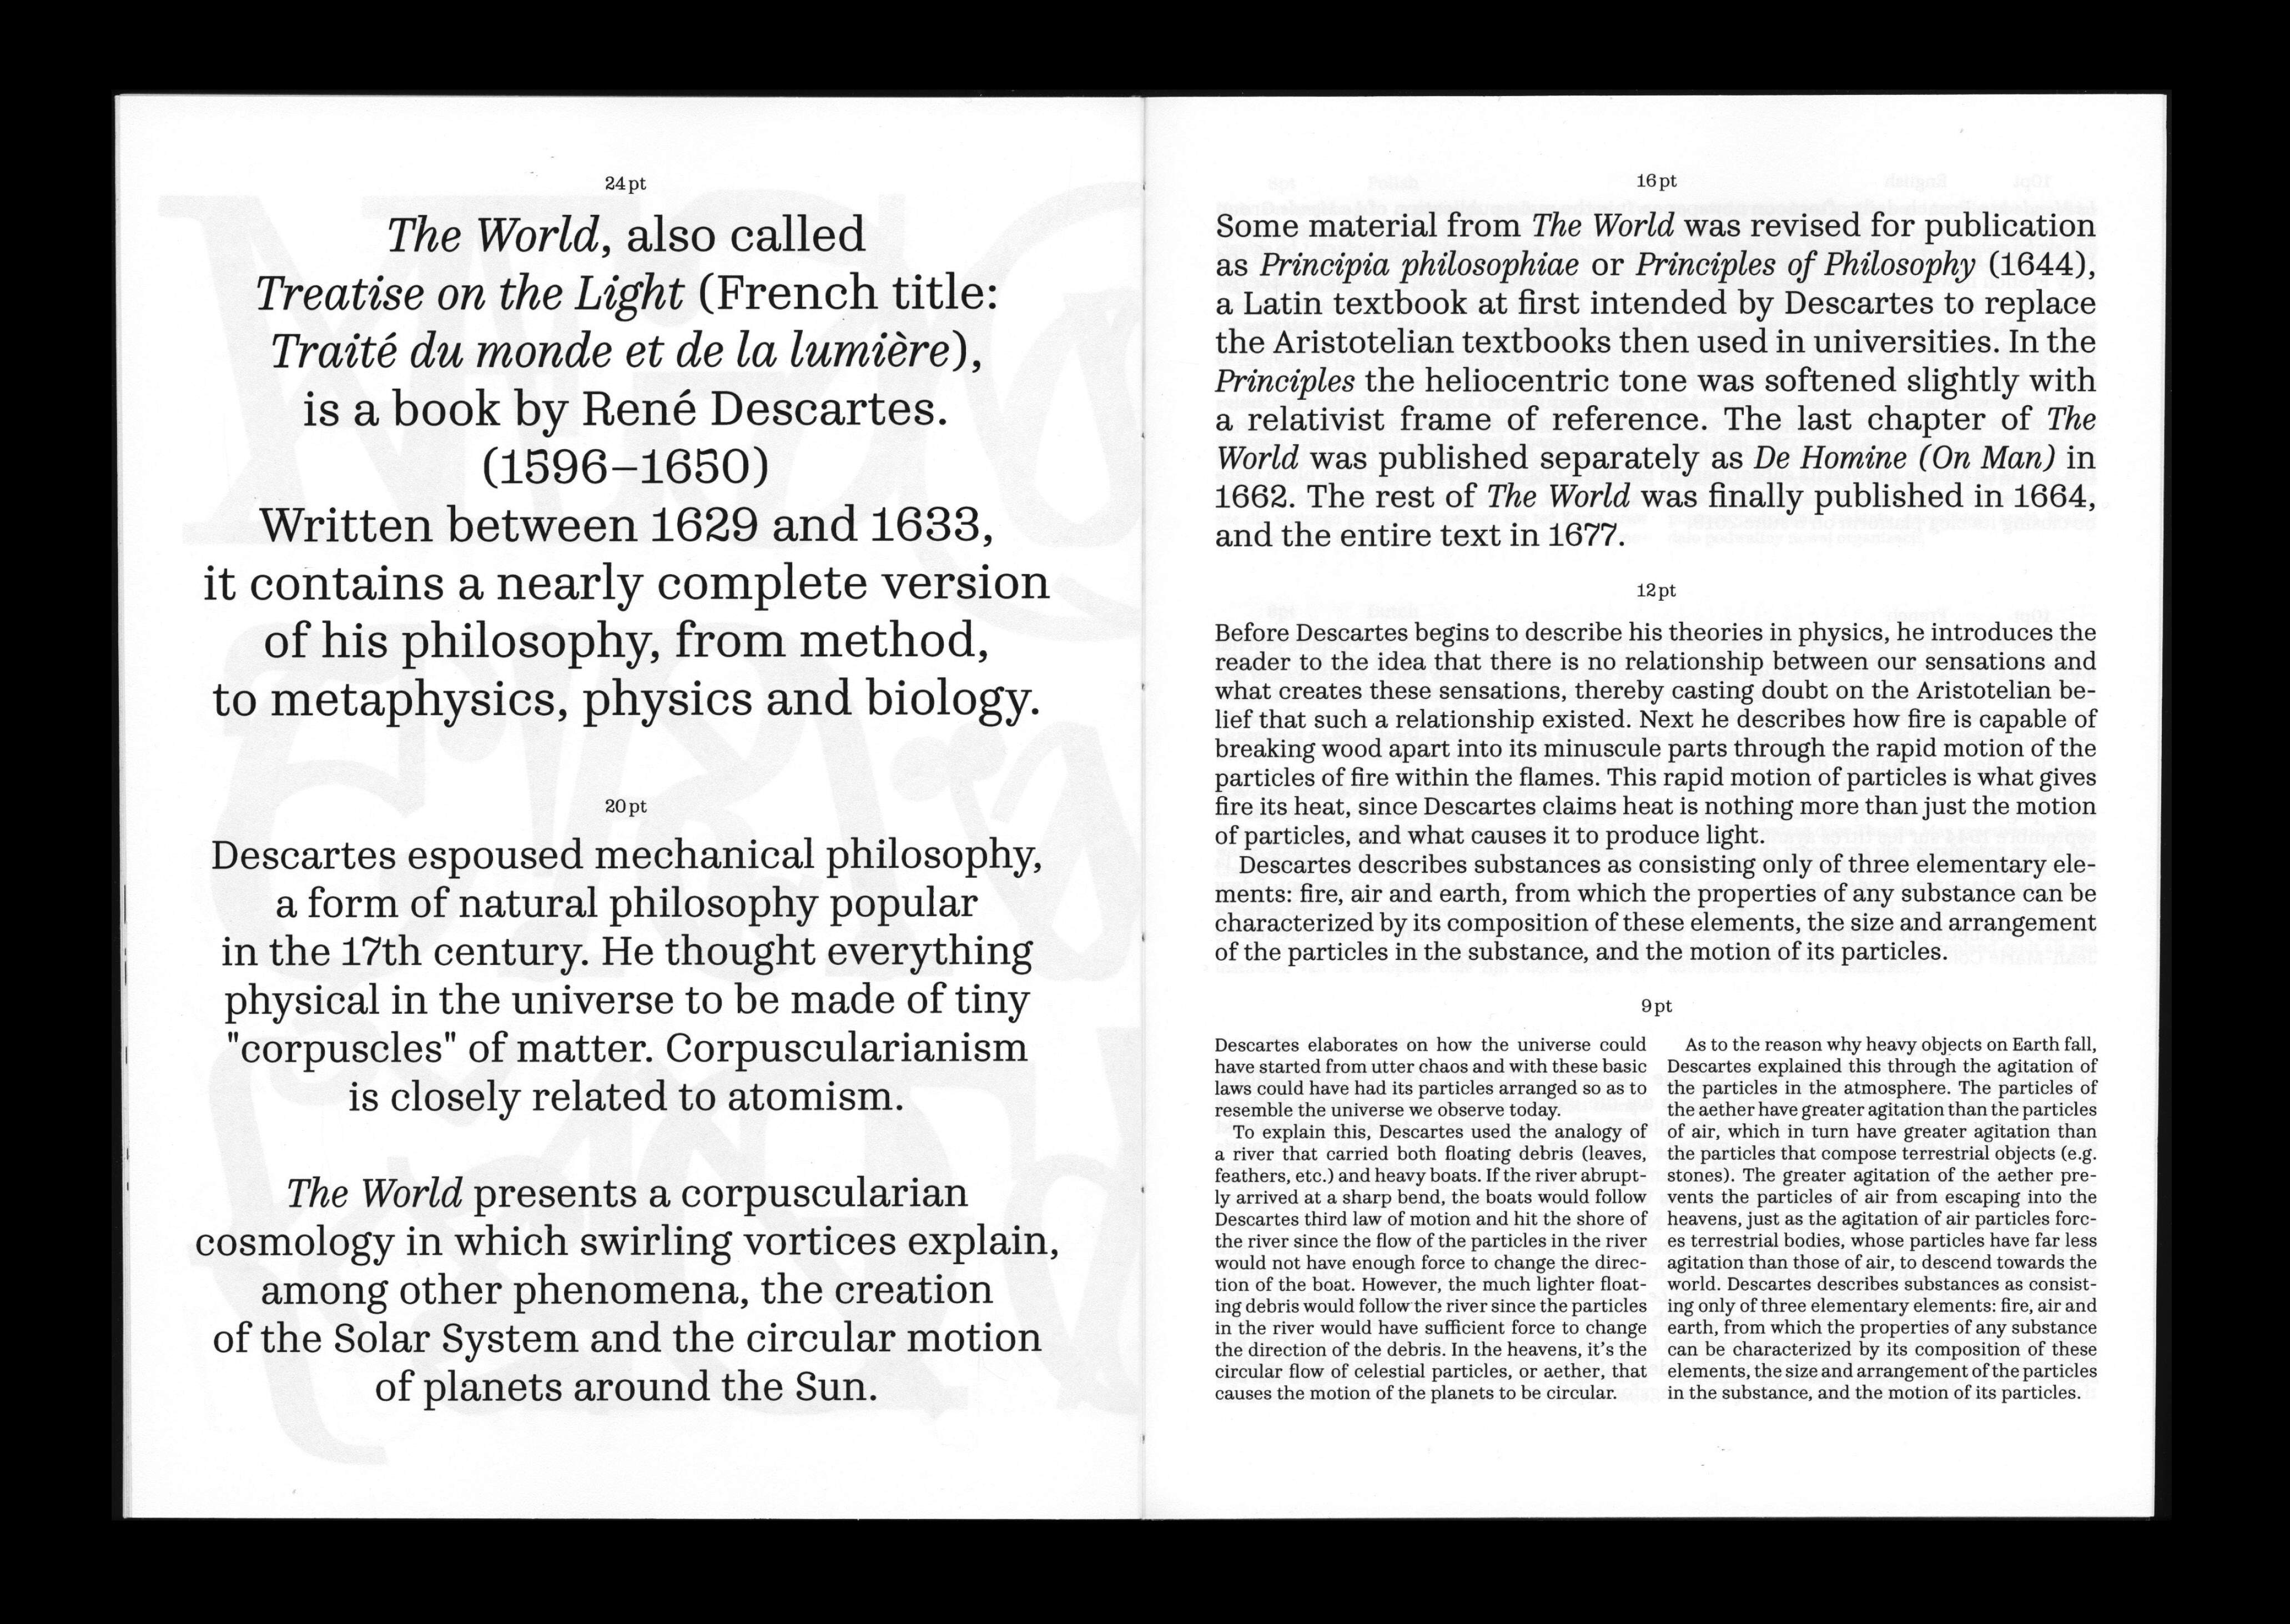 24 pt
The World, also called
Treatise on the Light (French title:
Traité du monde et de la lumière),
is a book by René Descartes.
(1596–1650)
Written between 1629 and 1633,
it contains a nearly complete version
of his philosophy, from method,
to metaphysics, physics and biology.
20 pt
Descartes espoused mechanical philosophy,
a form of natural philosophy popular
in the 17th century. He thought everything
physical in the universe to be made of tiny
"corpuscles" of matter. Corpuscularianism
is closely related to atomism.
The World presents a corpuscularian
cosmology in which swirling vortices explain,
among other phenomena, the creation
of the Solar System and the circular motion
of planets around the Sun.
16 pt
Some material from The World was revised for publication
as Principia philosophiae or Principles of Philosophy (1644),
a Latin textbook at first intended by Descartes to replace
the Aristotelian textbooks then used in universities. In the
Principles the heliocentric tone was softened slightly with
a relativist frame of reference. The last chapter of The
World was published separately as De Homine (On Man) in
1662. The rest of The World was finally published in 1664,
and the entire text in 1677.
12 pt
Before Descartes begins to describe his theories in physics, he introduces the
reader to the idea that there is no relationship between our sensations and
what creates these sensations, thereby casting doubt on the Aristotelian be-
lief that such a relationship existed. Next he describes how fire is capable of
breaking wood apart into its minuscule parts through the rapid motion of the
particles of fire within the flames. This rapid motion of particles is what gives
fire its heat, since Descartes claims heat is nothing more than just the motion
of particles, and what causes it to produce light.
Descartes describes substances as consisting only of three elementary ele-
ments: fire, air and earth, from which the properties of any substance can be
characterized by its composition of these elements, the size and arrangement
of the particles in the substance, and the motion of its particles.
9 pt
Descartes elaborates on how the universe could
have started from utter chaos and with these basic
laws could have had its particles arranged so as to
resemble the universe we observe today.
To explain this, Descartes used the analogy of
a river that carried both floating debris (leaves,
feathers, etc.) and heavy boats. If the river abrupt-
ly arrived at a sharp bend, the boats would follow
Descartes third law of motion and hit the shore of
the river since the flow of the particles in the river
would not have enough force to change the direc-
tion of the boat. However, the much lighter float-
ing debris would follow the river since the particles
in the river would have sufficient force to change
the direction of the debris. In the heavens, it's the
circular flow of celestial particles, or aether, that
causes the motion of the planets to be circular.
As to the reason why heavy objects on Earth fall,
Descartes explained this through the agitation of
the particles in the atmosphere. The particles of
the aether have greater agitation than the particles
of air, which in turn have greater agitation than
the particles that compose terrestrial objects (e.g.
stones). The greater agitation of the aether pre-
vents the particles of air from escaping into the
heavens, just as the agitation of air particles forc-
es terrestrial bodies, whose particles have far less
agitation than those of air, to descend towards the
world. Descartes describes substances as consist-
ing only of three elementary elements: fire, air and
earth, from which the properties of any substance
can be characterized by its composition of these
elements, the size and arrangement of the particles
in the substance, and the motion of its particles.